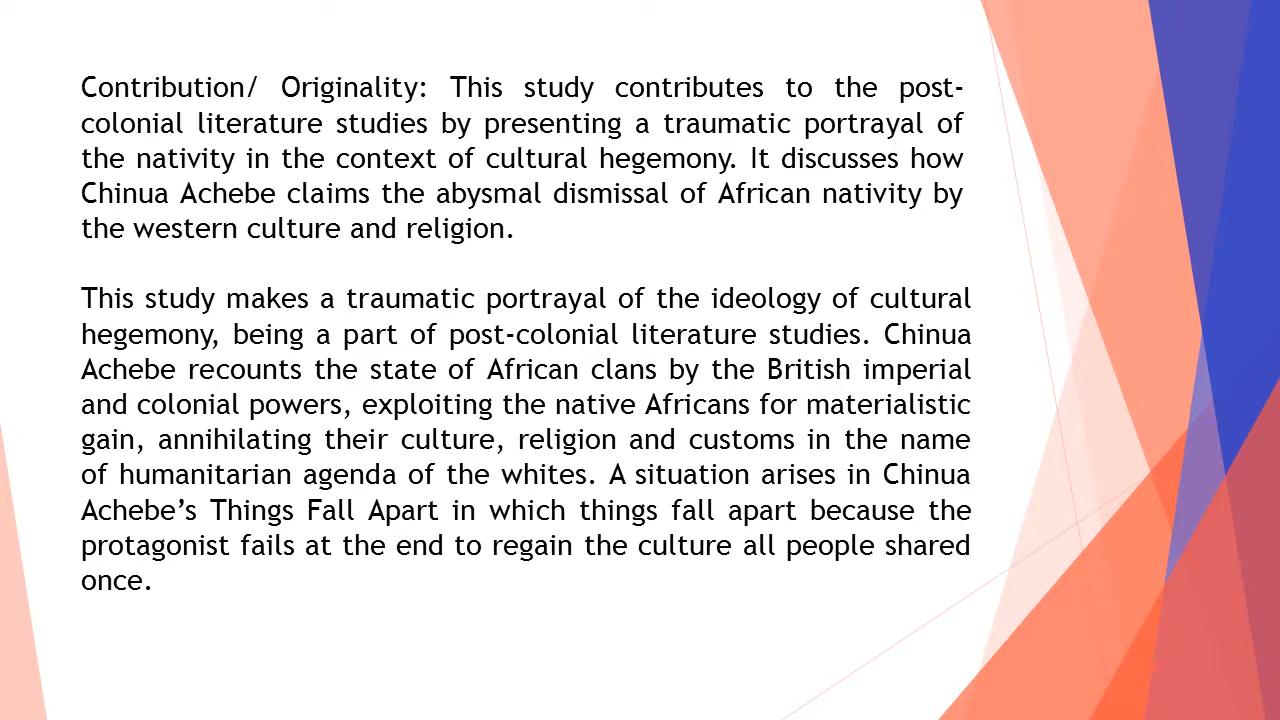 Contribution/ Originality: This study contributes to the post-
colonial literature studies by presenting a traumatic portrayal of
the nativity in the context of cultural hegemony. It discusses how
Chinua Achebe claims the abysmal dismissal of African nativity by
the western culture and religion.
This study makes a traumatic portrayal of the ideology of cultural
hegemony, being a part of post-colonial literature studies. Chinua
Achebe recounts the state of African clans by the British imperial
and colonial powers, exploiting the native Africans for materialistic
gain, annihilating their culture, religion and customs in the name
of humanitarian agenda of the whites. A situation arises in Chinua
Achebe’s Things Fall Apart in which things fall apart because the
protagonist fails at the end to regain the culture all people shared
once.